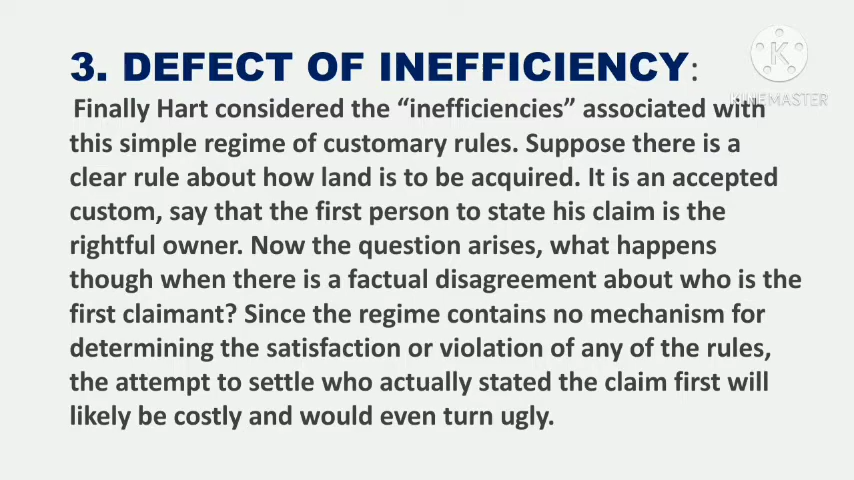 3. DEFECT OF INEFFICIENCY:
K
KINEMASTER
Finally Hart considered the “inefficiencies” associated with
this simple regime of customary rules. Suppose there is a
clear rule about how land is to be acquired. It is an accepted
custom, say that the first person to state his claim is the
rightful owner. Now the question arises, what happens
though when there is a factual disagreement about who is the
first claimant? Since the regime contains no mechanism for
determining the satisfaction or violation of any of the rules,
the attempt to settle who actually stated the claim first will
likely be costly and would even turn ugly.